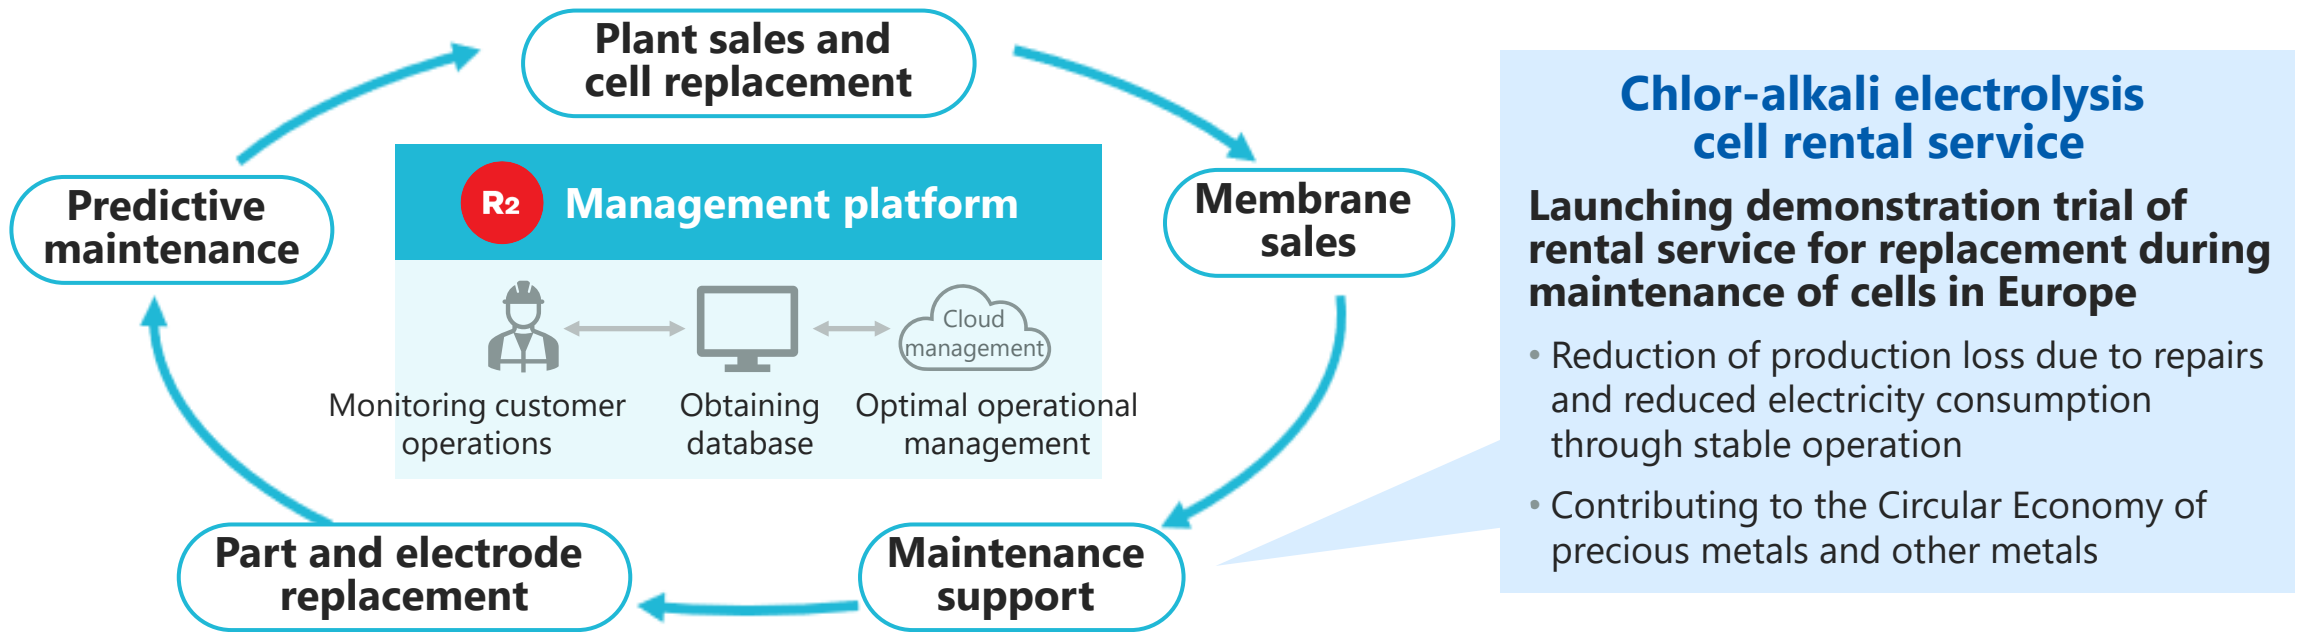 Plant sales and
cell replacement
Membrane
sales
Maintenance
support
Part and electrode
replacement
Predictive
maintenance
R2 Management platform
Cloud
management
Monitoring customer
operations
Obtaining
database
Optimal operational
management
Chlor-alkali electrolysis
cell rental service
Launching demonstration trial of
rental service for replacement during
maintenance of cells in Europe
• Reduction of production loss due to repairs
and reduced electricity consumption
through stable operation
• Contributing to the Circular Economy of
precious metals and other metals